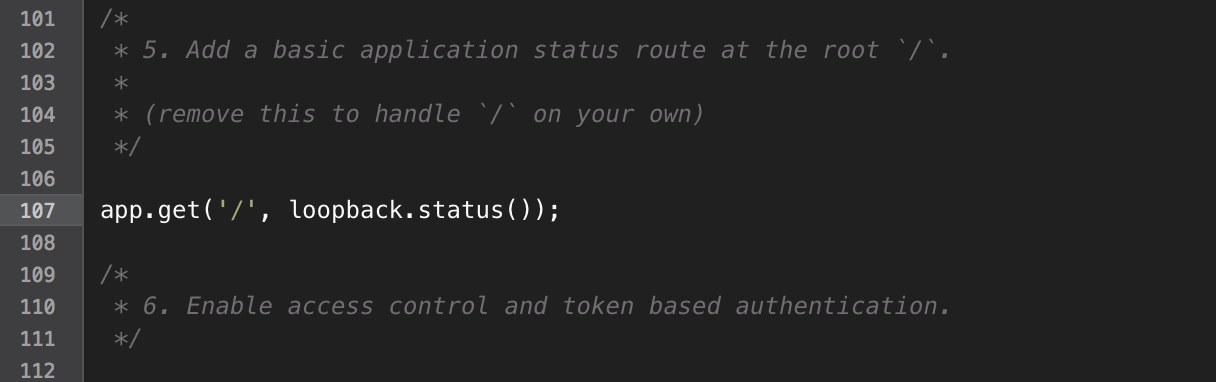 101 /*
102  * 5. Add a basic application status route at the root `/`.
103  *
104  * (remove this to handle `/` on your own)
105  */
106
107 app.get('/', loopback.status());
108
109 /*
110  * 6. Enable access control and token based authentication.
111  */
112